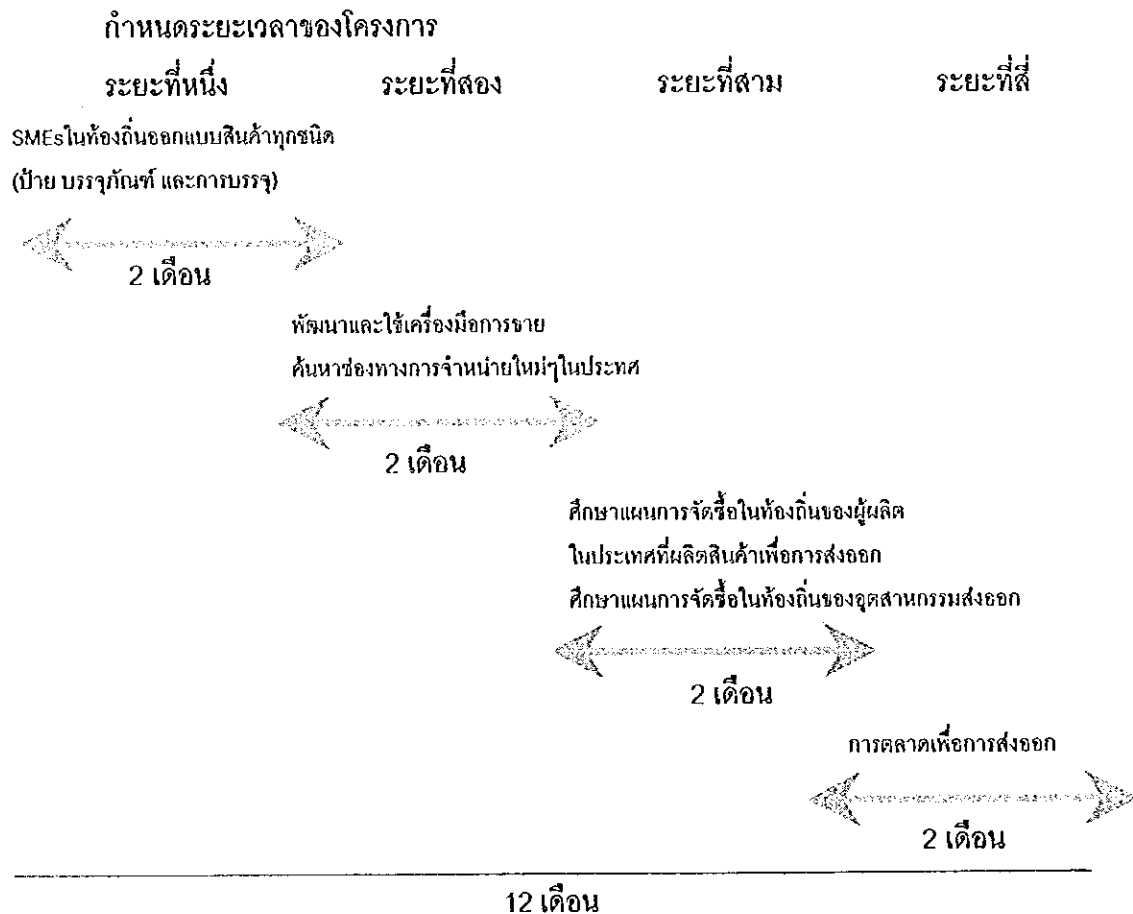 กำหนดระยะเวลาของโครงการ
ระยะที่หนึ่ง ระยะที่สอง ระยะที่สาม ระยะที่สี่
SMEsในท้องถิ่นออกแบบสินค้าทุกชนิด
(ป้าย บรรจุภัณฑ์ และการบรรจุ)
2 เดือน
พัฒนาและใช้เครื่องมือการขาย
ค้นหาช่องทางการจำหน่ายใหม่ๆในประเทศ
2 เดือน
ศึกษาแผนการจัดซื้อในท้องถิ่นของผู้ผลิต
ในประเทศที่ผลิตสินค้าเพื่อการส่งออก
ศึกษาแผนการจัดซื้อในท้องถิ่นของอุตสาหกรรมส่งออก
2 เดือน
การตลาดเพื่อการส่งออก
2 เดือน
12 เดือน